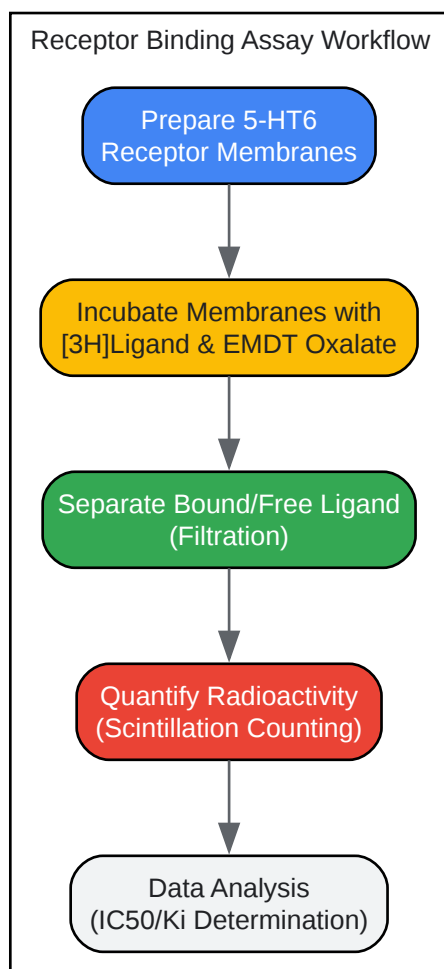 Receptor Binding Assay Workflow
Prepare 5-HT6
Receptor Membranes
Incubate Membranes with
[3H]Ligand & EMDT Oxalate
Separate Bound/Free Ligand
(Filtration)
Quantify Radioactivity
(Scintillation Counting)
Data Analysis
(IC50/Ki Determination)